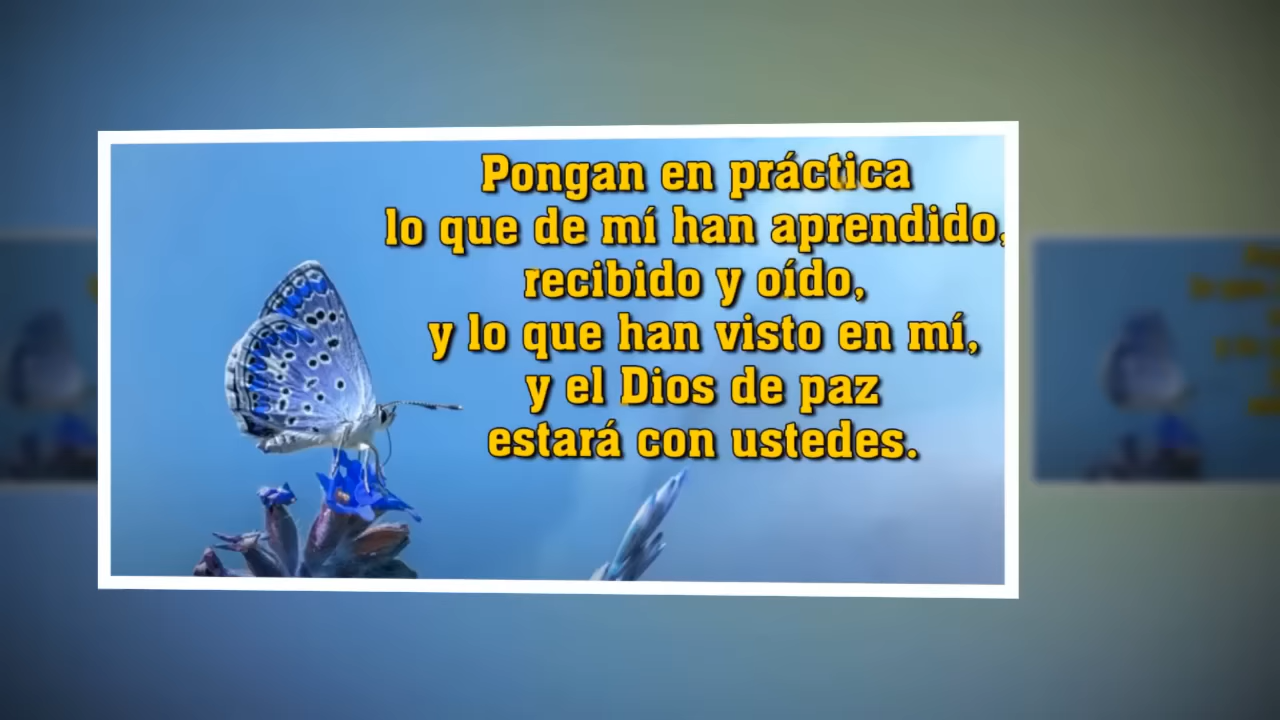 Pongan en práctica
lo que de mí han aprendido,
recibido y oído,
y lo que han visto en mí,
y el Dios de paz
estará con ustedes.